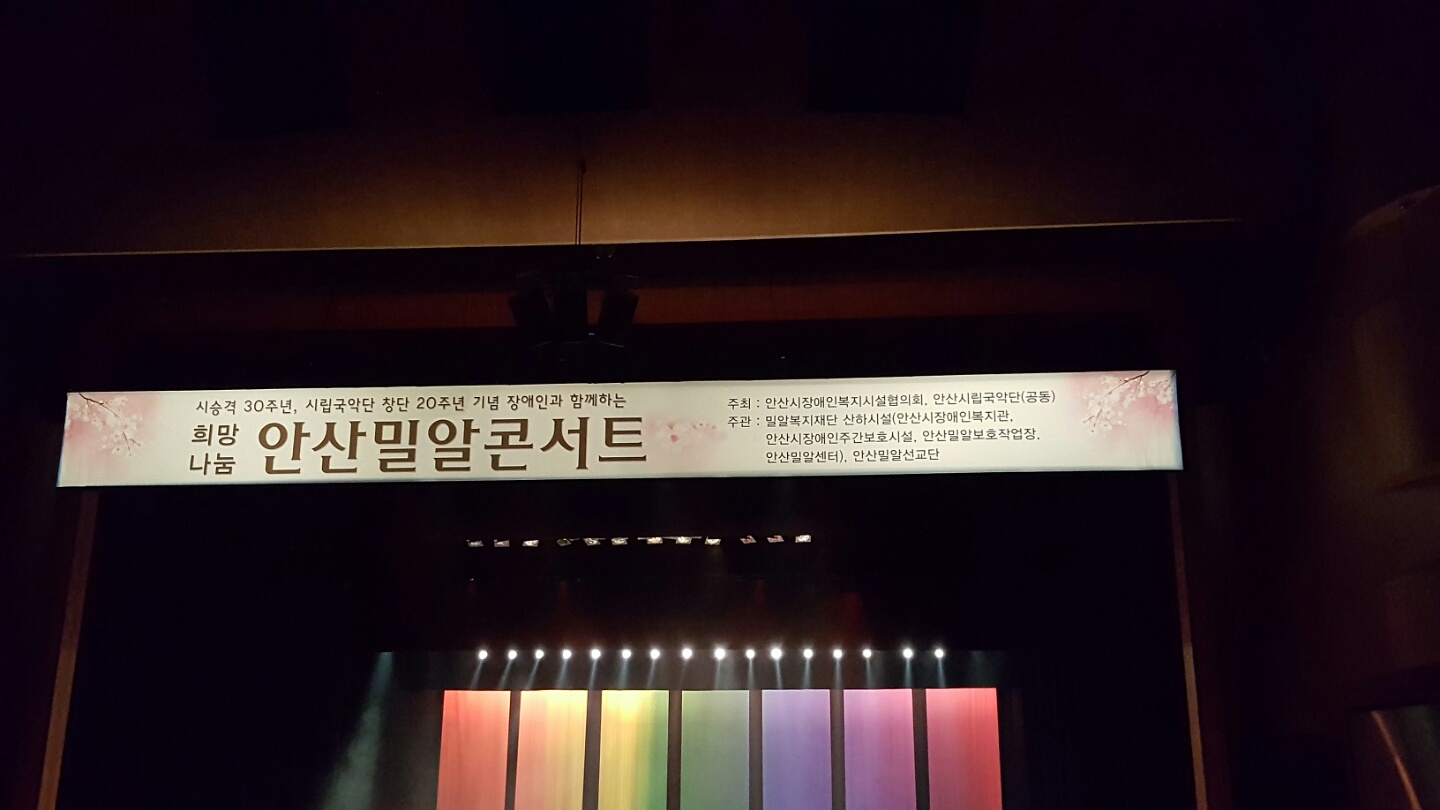 시승격 30주년, 시립국악단 창단 20주년 기념 장애인과 함께하는
희망
나눔
안산밀알콘서트
주최 : 안산시장애인복지시설협의회, 안산시립국악단(공동)
주관 : 밀알복지재단 산하시설(안산시장애인복지관,
안산시장애인주간보호시설, 안산밀알보호작업장,
안산밀알센터), 안산밀알선교단